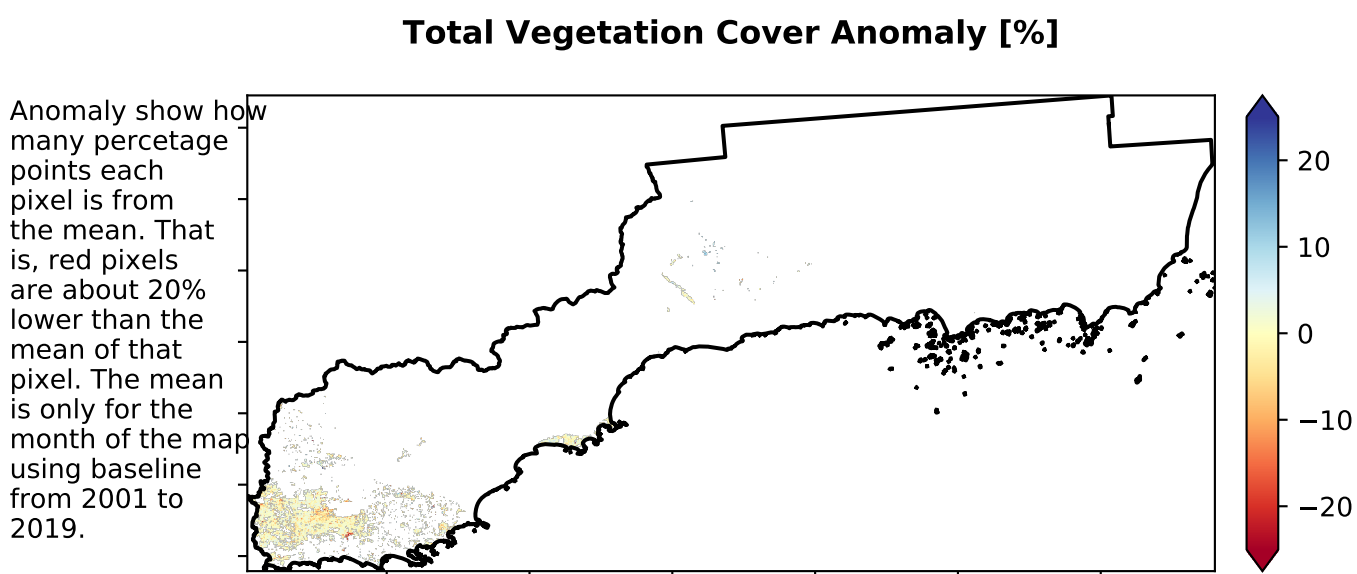 Total Vegetation Cover Anomaly [%]
Anomaly show how
many percetage
points each
pixel is from
the mean. That
is, red pixels
are about 20%
lower than the
mean of that
pixel. The mean
is only for the
month of the map
using baseline
from 2001 to
2019.
20
10
0
−10
−20